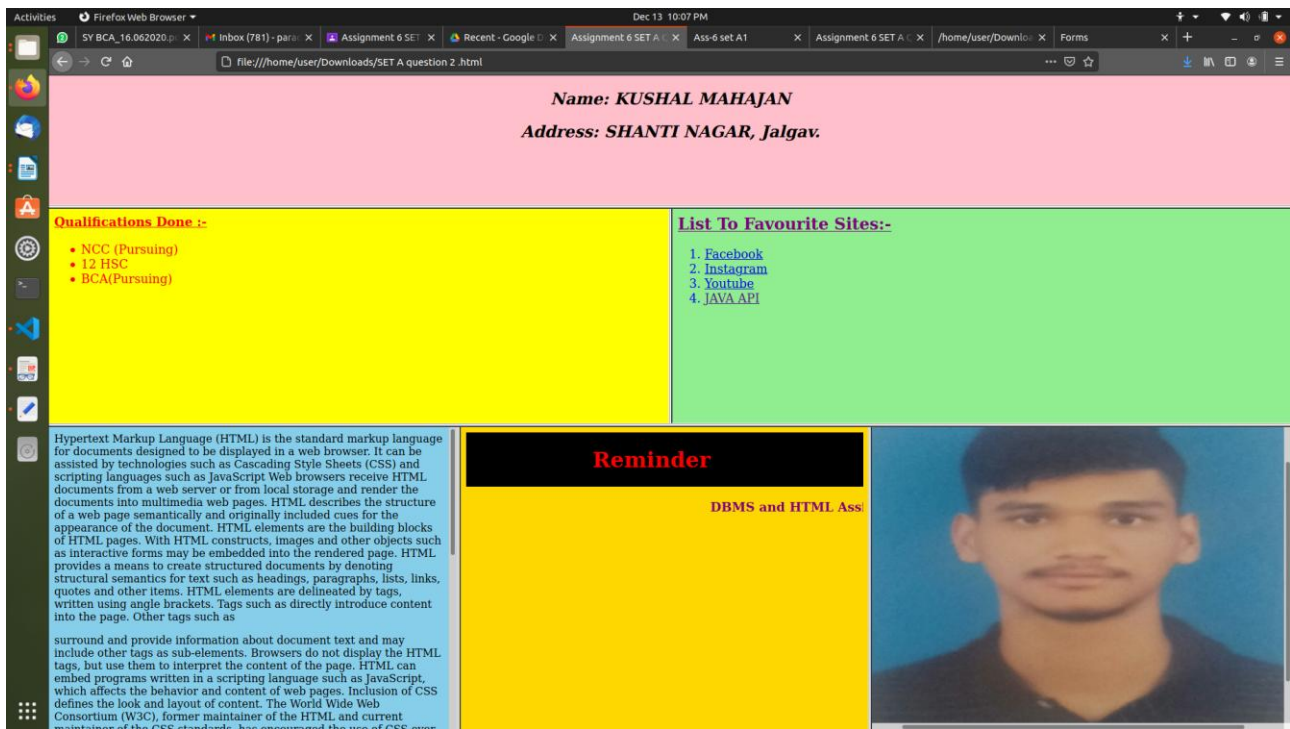 Activities Firefox Web Browser Dec 13 10:07 PM
SY BCA_16.062020.p Inbox (781) - parac Assignment 6 SET Recent - Google D Assignment 6 SET A Q Ass-6 set A1 Assignment 6 SET A Q /home/user/Downloa Forms
file:///home/user/Downloads/SET A question 2 .html
Name: KUSHAL MAHAJAN
Address: SHANTI NAGAR, Jalgav.
Qualifications Done :-
• NCC (Pursuing)
• 12 HSC
• BCA(Pursuing)
List To Favourite Sites:-
1. Facebook
2. Instagram
3. Youtube
4. JAVA API
Hypertext Markup Language (HTML) is the standard markup language
for documents designed to be displayed in a web browser. It can be
assisted by technologies such as Cascading Style Sheets (CSS) and
scripting languages such as JavaScript Web browsers receive HTML
documents from a web server or from local storage and render the
documents into multimedia web pages. HTML describes the structure
of a web page semantically and originally included cues for the
appearance of the document. HTML elements are the building blocks
of HTML pages. With HTML constructs, images and other objects such
as interactive forms may be embedded into the rendered page. HTML
provides a means to create structured documents by denoting
structural semantics for text such as headings, paragraphs, lists, links,
quotes and other items. HTML elements are delineated by tags,
written using angle brackets. Tags such as directly introduce content
into the page. Other tags such as
surround and provide information about document text and may
include other tags as sub-elements. Browsers do not display the HTML
tags, but use them to interpret the content of the page. HTML can
embed programs written in a scripting language such as JavaScript,
which affects the behavior and content of web pages. Inclusion of CSS
defines the look and layout of content. The World Wide Web
Consortium (W3C), former maintainer of the HTML and current
maintainer of the CSS standards, has encouraged the use of CSS over
Reminder
DBMS and HTML Ass